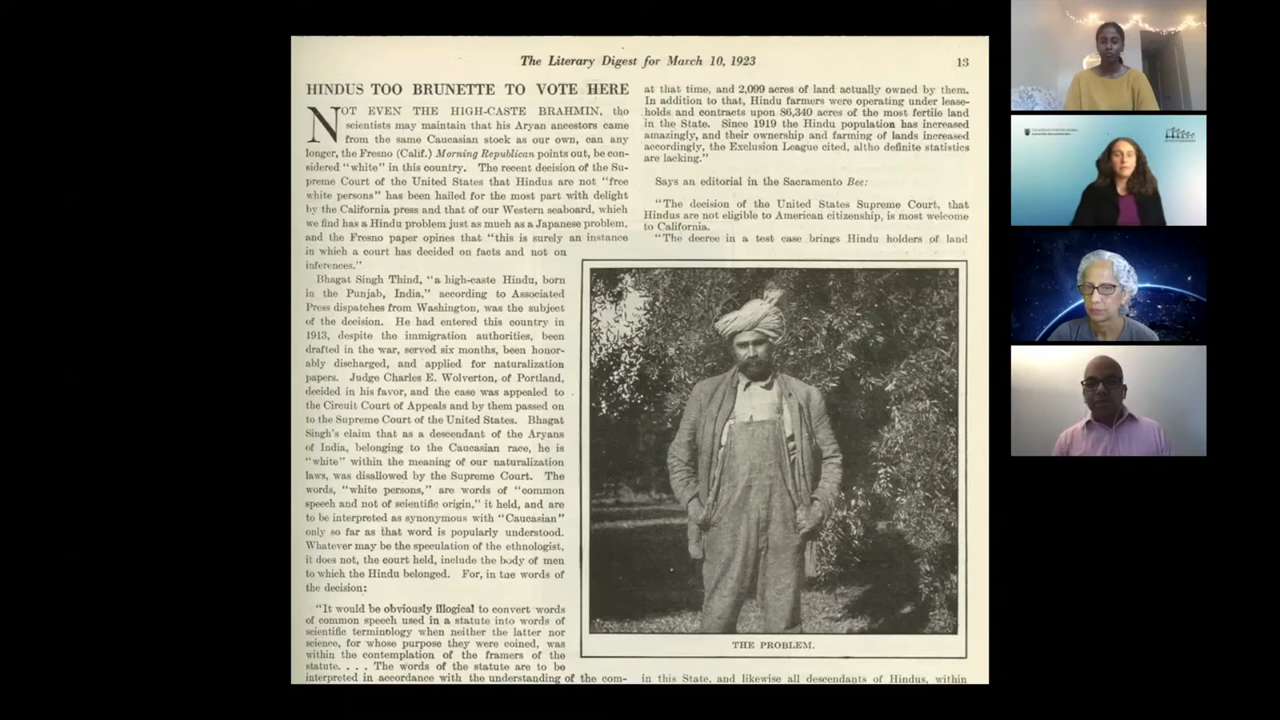 The Literary Digest for March 10, 1923
13
HINDUS TOO BRUNETTE TO VOTE HERE
NOT EVEN THE HIGH-CASTE BRAHMIN, tho
scientists may maintain that his Aryan ancestors came
from the same Caucasian stock as our own, can any
longer, the Fresno (Calif.) Morning Republican points out, be con-
sidered "white" in this country. The recent decision of the Su-
preme Court of the United States that Hindus are not "free
white persons" has been hailed for the most part with delight
by the California press and that of our Western seaboard, which
we find has a Hindu problem just as much as a Japanese problem,
and the Fresno paper opines that "this is surely an instance
in which a court has decided on facts and not on
inferences."
Bhagat Singh Thind, "a high-caste Hindu, born
in the Punjab, India," according to Associated
Press dispatches from Washington, was the subject
of the decision. He had entered this country in
1913, despite the immigration authorities, been
drafted in the war, served six months, been honor-
ably discharged, and applied for naturalization
papers. Judge Charles E. Wolverton, of Portland,
decided in his favor, and the case was appealed to
the Circuit Court of Appeals and by them passed on
to the Supreme Court of the United States. Bhagat
Singh's claim that as a descendant of the Aryans
of India, belonging to the Caucasian race, he is
"white" within the meaning of our naturalization
laws, was disallowed by the Supreme Court. The
words, "white persons," are words of "common
speech and not of scientific origin," it held, and are
to be interpreted as synonymous with "Caucasian"
only so far as that word is popularly understood.
Whatever may be the speculation of the ethnologist,
it does not, the court held, include the body of men
to which the Hindu belonged. For, in the words of
the decision:
"It would be obviously illogical to convert words
of common speech used in a statute into words of
scientific terminology when neither the latter nor
science, for whose purpose they were coined, was
within the contemplation of the framers of the
statute. . . . The words of the statute are to be
interpreted in accordance with the understanding of the com-
at that time, and 2,099 acres of land actually owned by them.
In addition to that, Hindu farmers were operating under lease-
holds and contracts upon 86,340 acres of the most fertile land
in the State. Since 1919 the Hindu population has increased
amazingly, and their ownership and farming of lands increased
accordingly, the Exclusion League cited, altho definite statistics
are lacking."
Says an editorial in the Sacramento Bee:
"The decision of the United States Supreme Court, that
Hindus are not eligible to American citizenship, is most welcome
to California.
"The decree in a test case brings Hindu holders of land
THE PROBLEM.
in this State, and likewise all descendants of Hindus, within